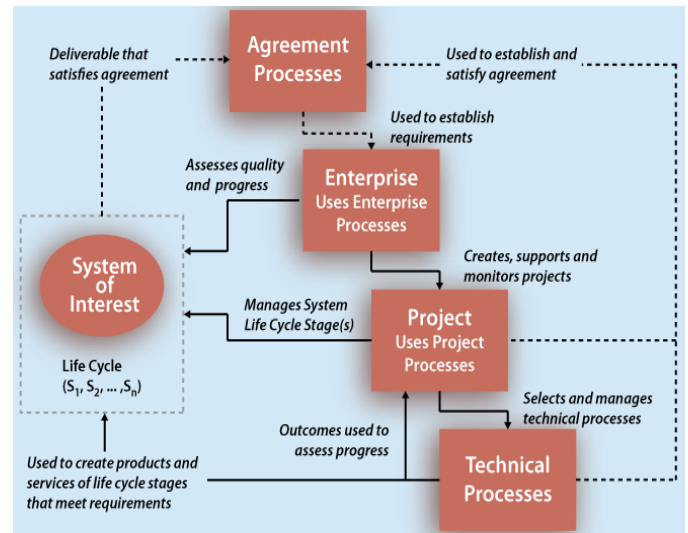 Deliverable that
satisfies agreement
Agreement
Processes
Used to establish and
satisfy agreement
Used to establish
requirements
Assesses quality
and progress
Enterprise
Uses Enterprise
Processes
System
of
Interest
Life Cycle
(S₁, S₂, ... ,Sₙ)
Creates, supports and
monitors projects
Manages System
Life Cycle Stage(s)
Project
Uses Project
Processes
Selects and manages
technical processes
Outcomes used to
assess progress
Used to create products and
services of life cycle stages
that meet requirements
Technical
Processes